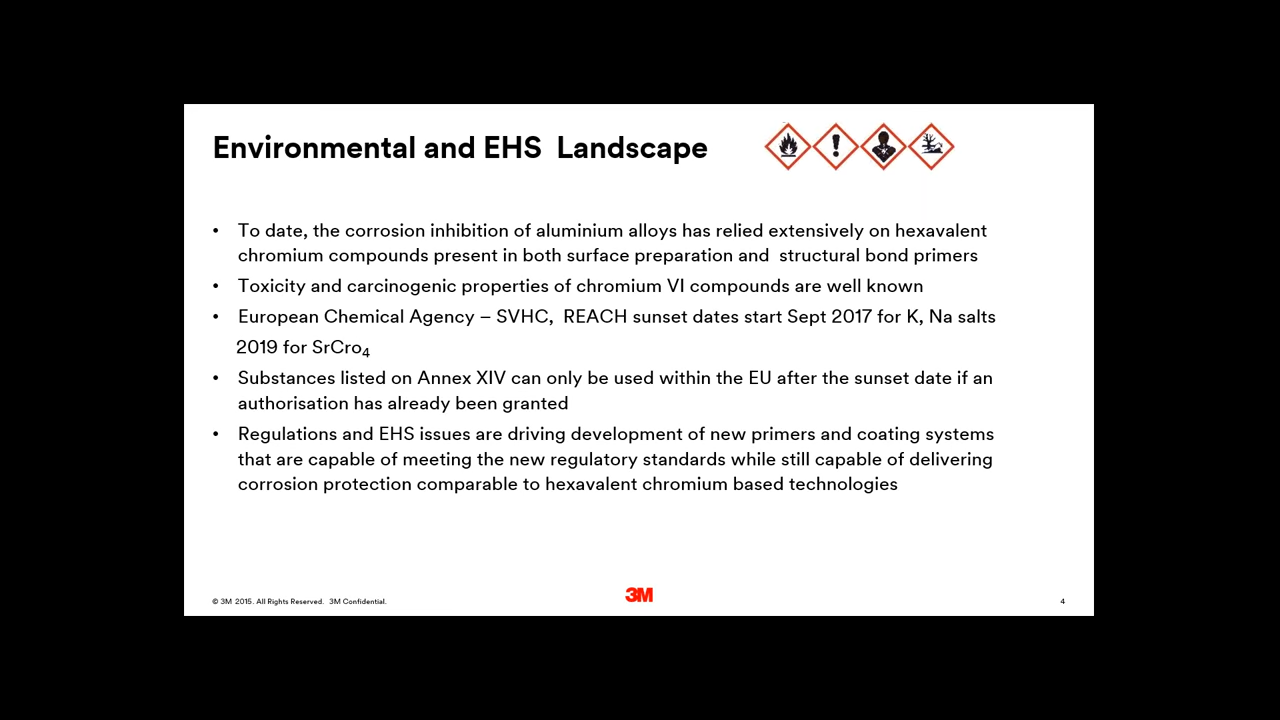 Environmental and EHS  Landscape
• To date, the corrosion inhibition of aluminium alloys has relied extensively on hexavalent
chromium compounds present in both surface preparation and  structural bond primers
• Toxicity and carcinogenic properties of chromium VI compounds are well known
• European Chemical Agency – SVHC,  REACH sunset dates start Sept 2017 for K, Na salts
2019 for SrCro₄
• Substances listed on Annex XIV can only be used within the EU after the sunset date if an
authorisation has already been granted
• Regulations and EHS issues are driving development of new primers and coating systems
that are capable of meeting the new regulatory standards while still capable of delivering
corrosion protection comparable to hexavalent chromium based technologies
© 3M 2015. All Rights Reserved.  3M Confidential.
3M
4